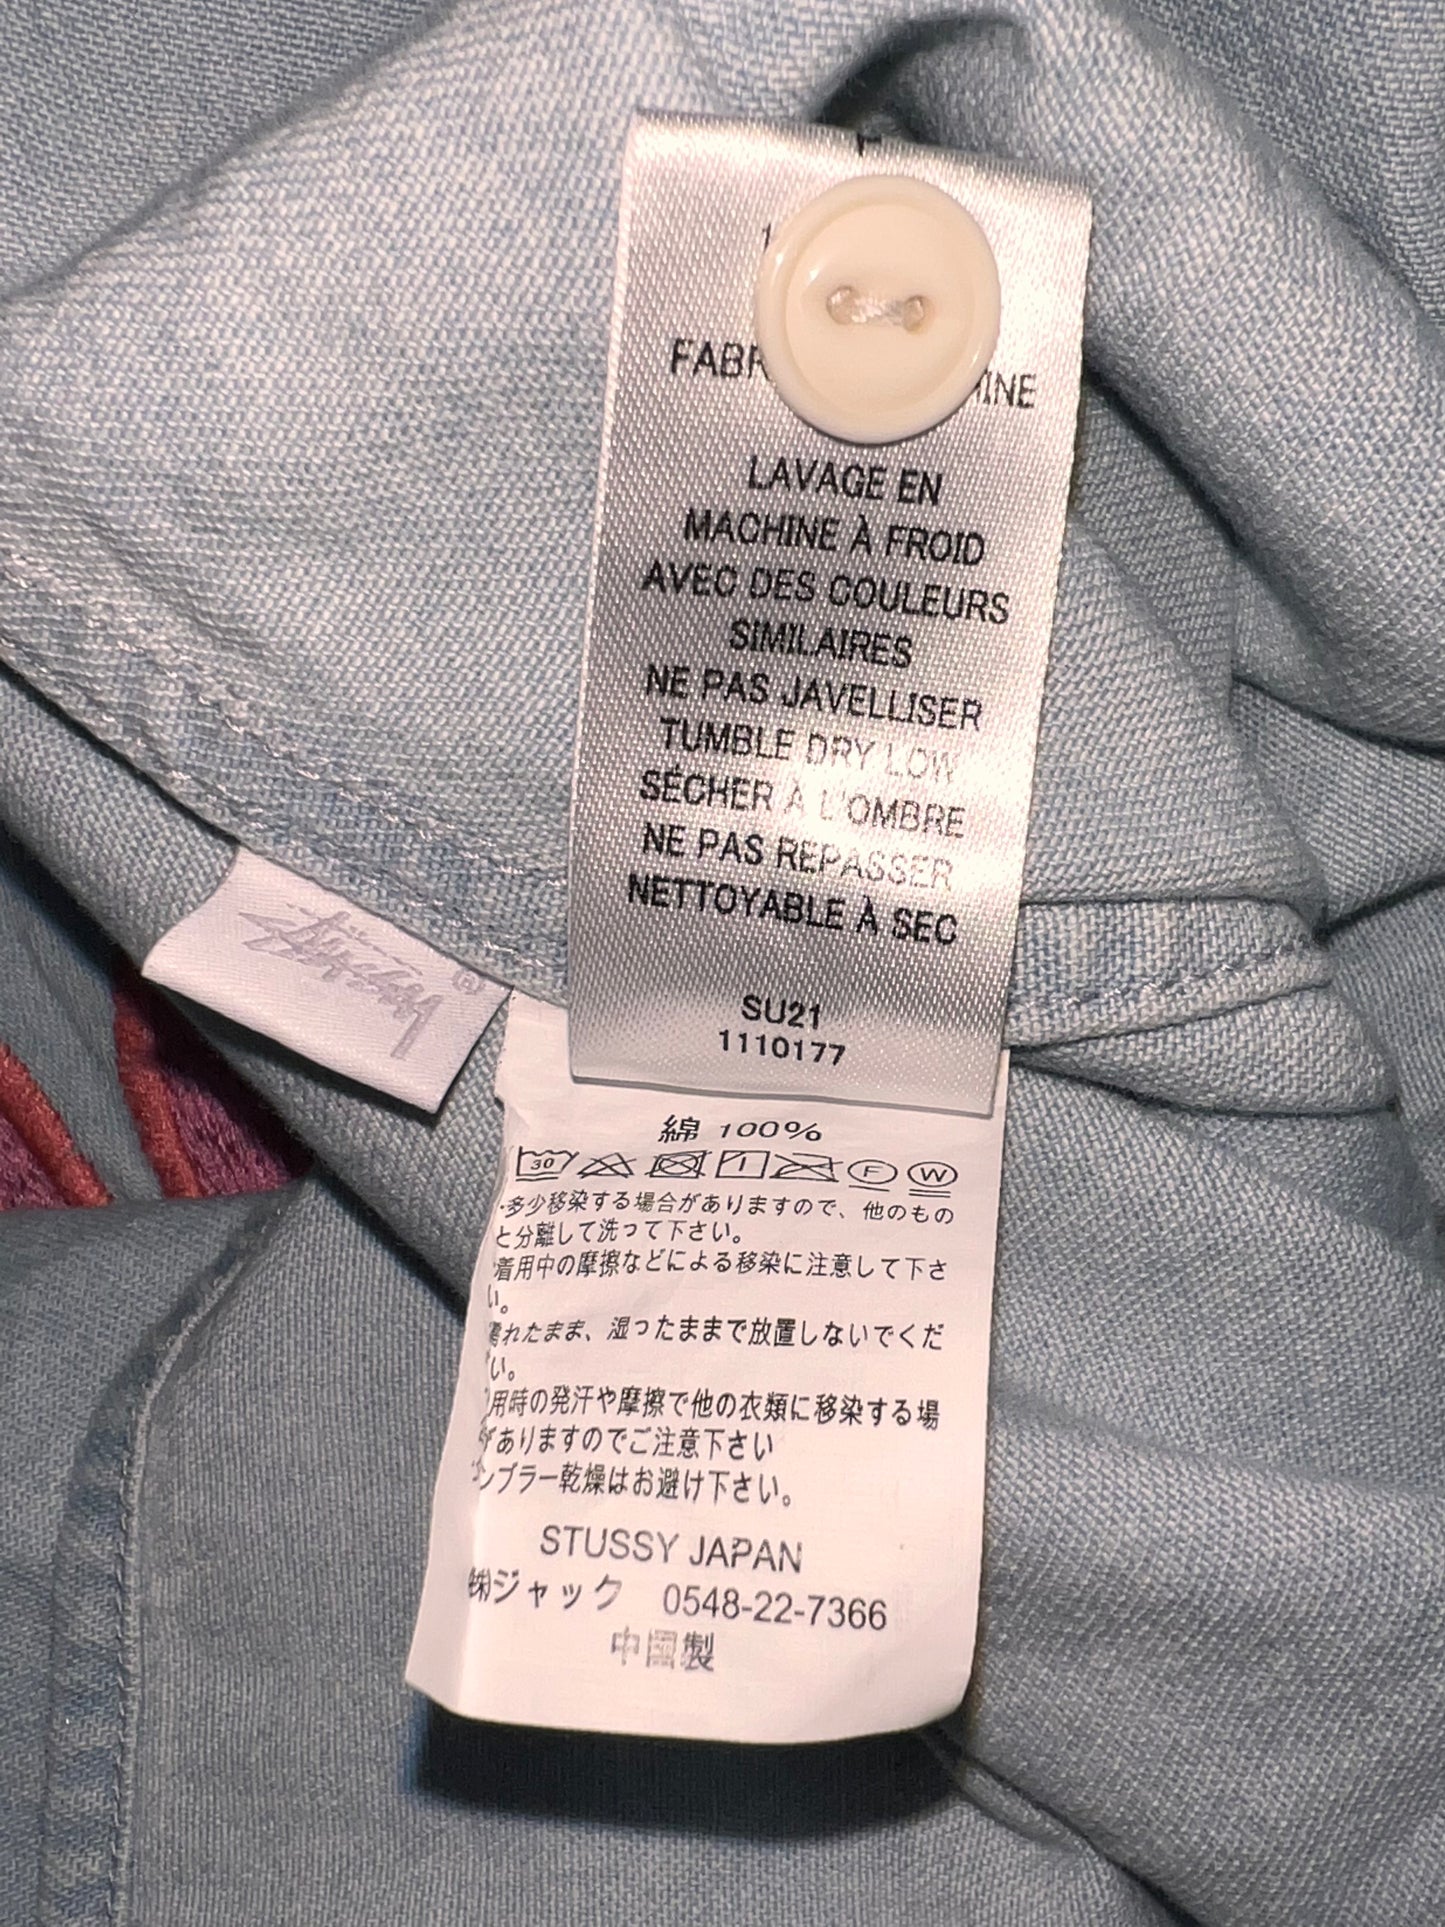 LAVAGE EN
MACHINE À FROID
AVEC DES COULEURS
SIMILAIRES
NE PAS JAVELLISER
TUMBLE DRY LOW
SÉCHER À L'OMBRE
NE PAS REPASSER
NETTOYABLE À SEC
SU21
1110177
Stüssy ®
綿 100%
30 F W
・多少移染する場合がありますので、他のもの
と分離して洗って下さい。
・着用中の摩擦などによる移染に注意して下さ
い。
濡れたまま、湿ったままで放置しないでくだ
い。
用時の発汗や摩擦で他の衣類に移染する場
がありますのでご注意下さい
ンブラー乾燥はお避け下さい。
STUSSY JAPAN
㈱ジャック 0548-22-7366
中国製